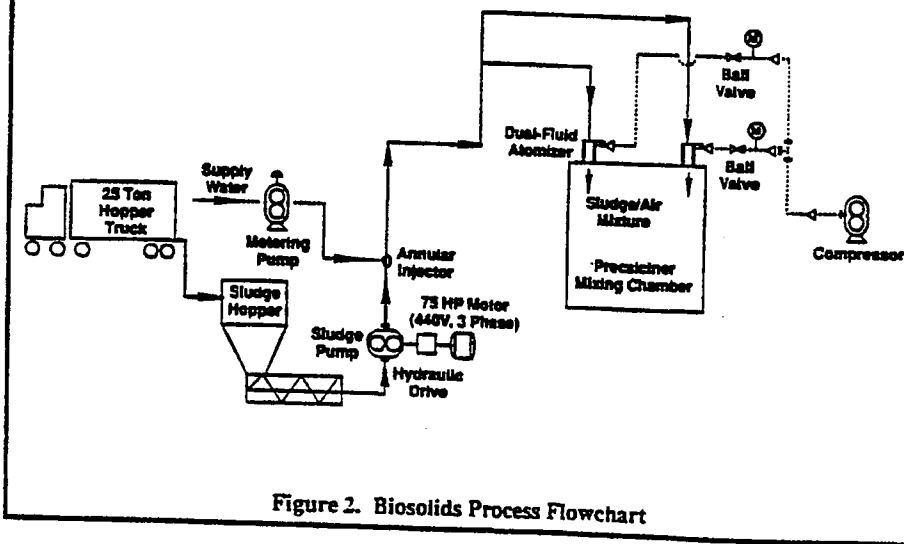 25 Ton
Hopper
Truck
Supply
Water
Metering
Pump
Sludge
Hopper
Annular
Injector
75 HP Motor
(440V, 3 Phase)
Sludge
Pump
Hydraulic
Drive
Dual-Fluid
Atomizer
M
Ball
Valve
M
Ball
Valve
Sludge/Air
Mixture
Precalciner
Mixing Chamber
Compressor
Figure 2. Biosolids Process Flowchart